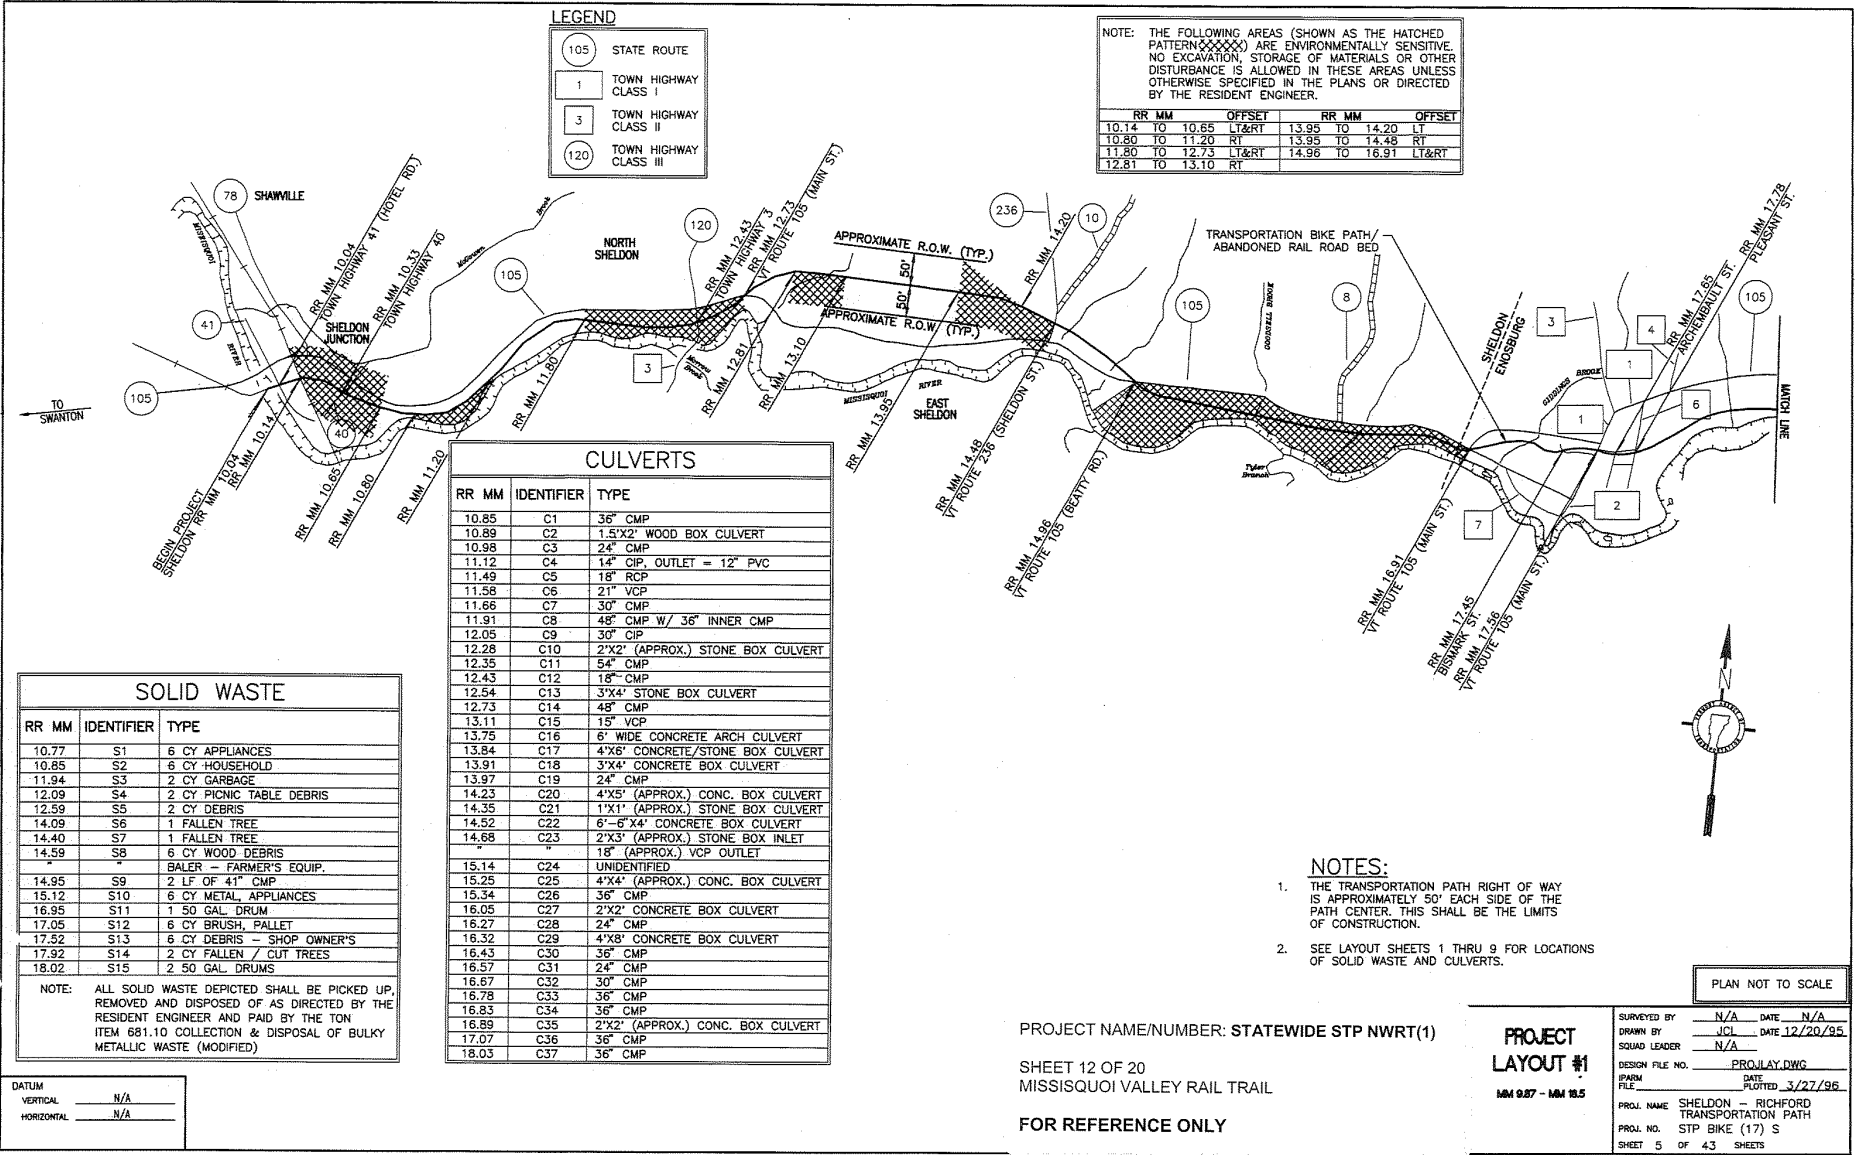 LEGEND
105 STATE ROUTE
1 TOWN HIGHWAY
CLASS I
3 TOWN HIGHWAY
CLASS II
120 TOWN HIGHWAY
CLASS III
NOTE: THE FOLLOWING AREAS (SHOWN AS THE HATCHED
PATTERN) ARE ENVIRONMENTALLY SENSITIVE.
NO EXCAVATION, STORAGE OF MATERIALS OR OTHER
DISTURBANCE IS ALLOWED IN THESE AREAS UNLESS
OTHERWISE SPECIFIED IN THE PLANS OR DIRECTED
BY THE RESIDENT ENGINEER.
RR MM OFFSET RR MM OFFSET
10.14 TO 10.65 LT&RT 13.95 TO 14.20 LT
10.80 TO 11.20 RT 13.95 TO 14.48 RT
11.80 TO 12.73 LT&RT 14.96 TO 16.91 LT&RT
12.81 TO 13.10 RT
78 SHAWVILLE
MISSISQUOI
RIVER
41
105
TO
SWANTON
40
RR MM 10.04
TOWN HIGHWAY 41 (HOTEL RD.)
RR MM 10.33
TOWN HIGHWAY 40
SHELDON
JUNCTION
McGowan Brook
105
NORTH
SHELDON
120
RR MM 12.43
TOWN HIGHWAY 3
RR MM 12.73
VT ROUTE 105 (MAIN ST.)
APPROXIMATE R.O.W. (TYP.)
50'
50'
APPROXIMATE R.O.W. (TYP.)
236
RR MM 14.20
10
TRANSPORTATION BIKE PATH/
ABANDONED RAIL ROAD BED
105
GOODSELL BROOK
8
SHELDON
ENOSBURG
3
4
1
RR MM 17.65
ARCHEMBAULT ST.
RR MM 17.78
PLEASANT ST.
105
GIDDINGS BROOK
1
6
MATCH LINE
2
7
BEGIN PROJECT
SHELDON RR MM 10.04
RR MM 10.14
RR MM 10.65
RR MM 10.80
RR MM 11.20
RR MM 11.80
3
Morrow
Brook
RR MM 12.81
RR MM 13.10
MISSISQUOI
RIVER
RR MM 13.95
EAST
SHELDON
RR MM 14.48
VT ROUTE 236 (SHELDON ST.)
RR MM 14.96
VT ROUTE 105 (BEATTY RD.)
Tyler
Branch
RR MM 16.91
VT ROUTE 105 (MAIN ST.)
RR MM 17.45
BISMARK ST.
RR MM 17.56
VT ROUTE 105 (MAIN ST.)
N
CULVERTS
RR MM IDENTIFIER TYPE
10.85 C1 36" CMP
10.89 C2 1.5'X2' WOOD BOX CULVERT
10.98 C3 24" CMP
11.12 C4 14" CIP, OUTLET = 12" PVC
11.49 C5 18" RCP
11.58 C6 21" VCP
11.66 C7 30" CMP
11.91 C8 48" CMP W/ 36" INNER CMP
12.05 C9 30" CIP
12.28 C10 2'X2' (APPROX.) STONE BOX CULVERT
12.35 C11 54" CMP
12.43 C12 18" CMP
12.54 C13 3'X4' STONE BOX CULVERT
12.73 C14 48" CMP
13.11 C15 15" VCP
13.75 C16 6' WIDE CONCRETE ARCH CULVERT
13.84 C17 4'X6' CONCRETE/STONE BOX CULVERT
13.91 C18 3'X4' CONCRETE BOX CULVERT
13.97 C19 24" CMP
14.23 C20 4'X5' (APPROX.) CONC. BOX CULVERT
14.35 C21 1'X1' (APPROX.) STONE BOX CULVERT
14.52 C22 6'-6"X4' CONCRETE BOX CULVERT
14.68 C23 2'X3' (APPROX.) STONE BOX INLET
" " 18" (APPROX.) VCP OUTLET
15.14 C24 UNIDENTIFIED
15.25 C25 4'X4' (APPROX.) CONC. BOX CULVERT
15.34 C26 36" CMP
16.05 C27 2'X2' CONCRETE BOX CULVERT
16.27 C28 24" CMP
16.32 C29 4'X8' CONCRETE BOX CULVERT
16.43 C30 36" CMP
16.57 C31 24" CMP
16.67 C32 30" CMP
16.78 C33 36" CMP
16.83 C34 36" CMP
16.89 C35 2'X2' (APPROX.) CONC. BOX CULVERT
17.07 C36 36" CMP
18.03 C37 36" CMP
SOLID WASTE
RR MM IDENTIFIER TYPE
10.77 S1 6 CY APPLIANCES
10.85 S2 6 CY HOUSEHOLD
11.94 S3 2 CY GARBAGE
12.09 S4 2 CY PICNIC TABLE DEBRIS
12.59 S5 2 CY DEBRIS
14.09 S6 1 FALLEN TREE
14.40 S7 1 FALLEN TREE
14.59 S8 6 CY WOOD DEBRIS
" " BALER - FARMER'S EQUIP.
14.95 S9 2 LF OF 41" CMP
15.12 S10 6 CY METAL, APPLIANCES
16.95 S11 1 50 GAL. DRUM
17.05 S12 6 CY BRUSH, PALLET
17.52 S13 6 CY DEBRIS - SHOP OWNER'S
17.92 S14 2 CY FALLEN / CUT TREES
18.02 S15 2 50 GAL. DRUMS
NOTE: ALL SOLID WASTE DEPICTED SHALL BE PICKED UP,
REMOVED AND DISPOSED OF AS DIRECTED BY THE
RESIDENT ENGINEER AND PAID BY THE TON
ITEM 681.10 COLLECTION & DISPOSAL OF BULKY
METALLIC WASTE (MODIFIED)
DATUM
VERTICAL N/A
HORIZONTAL N/A
NOTES:
1. THE TRANSPORTATION PATH RIGHT OF WAY
IS APPROXIMATELY 50' EACH SIDE OF THE
PATH CENTER. THIS SHALL BE THE LIMITS
OF CONSTRUCTION.
2. SEE LAYOUT SHEETS 1 THRU 9 FOR LOCATIONS
OF SOLID WASTE AND CULVERTS.
PLAN NOT TO SCALE
PROJECT NAME/NUMBER: STATEWIDE STP NWRT(1)
SHEET 12 OF 20
MISSISQUOI VALLEY RAIL TRAIL
FOR REFERENCE ONLY
PROJECT
LAYOUT #1
MM 9.87 - MM 18.5
SURVEYED BY N/A DATE N/A
DRAWN BY JCL DATE 12/20/95
SQUAD LEADER N/A
DESIGN FILE NO. PROJLAY.DWG
IPARM FILE DATE PLOTTED 3/27/96
PROJ. NAME SHELDON - RICHFORD
TRANSPORTATION PATH
PROJ. NO. STP BIKE (17) S
SHEET 5 OF 43 SHEETS